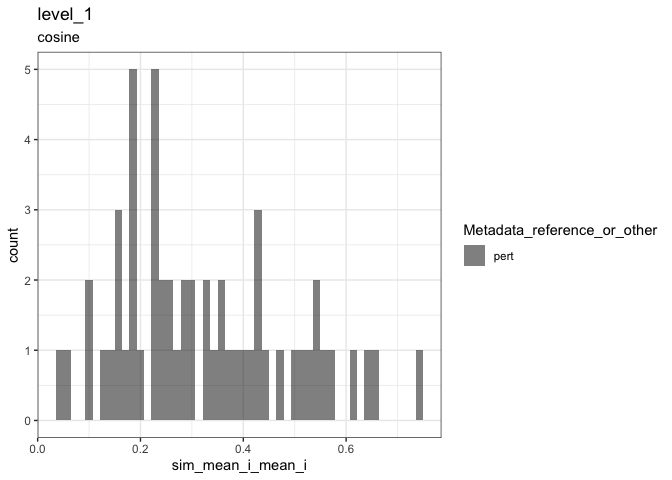 level_1
cosine
5
4
3
2
1
0
count
0.0
0.2
0.4
0.6
sim_mean_i_mean_i
Metadata_reference_or_other
pert